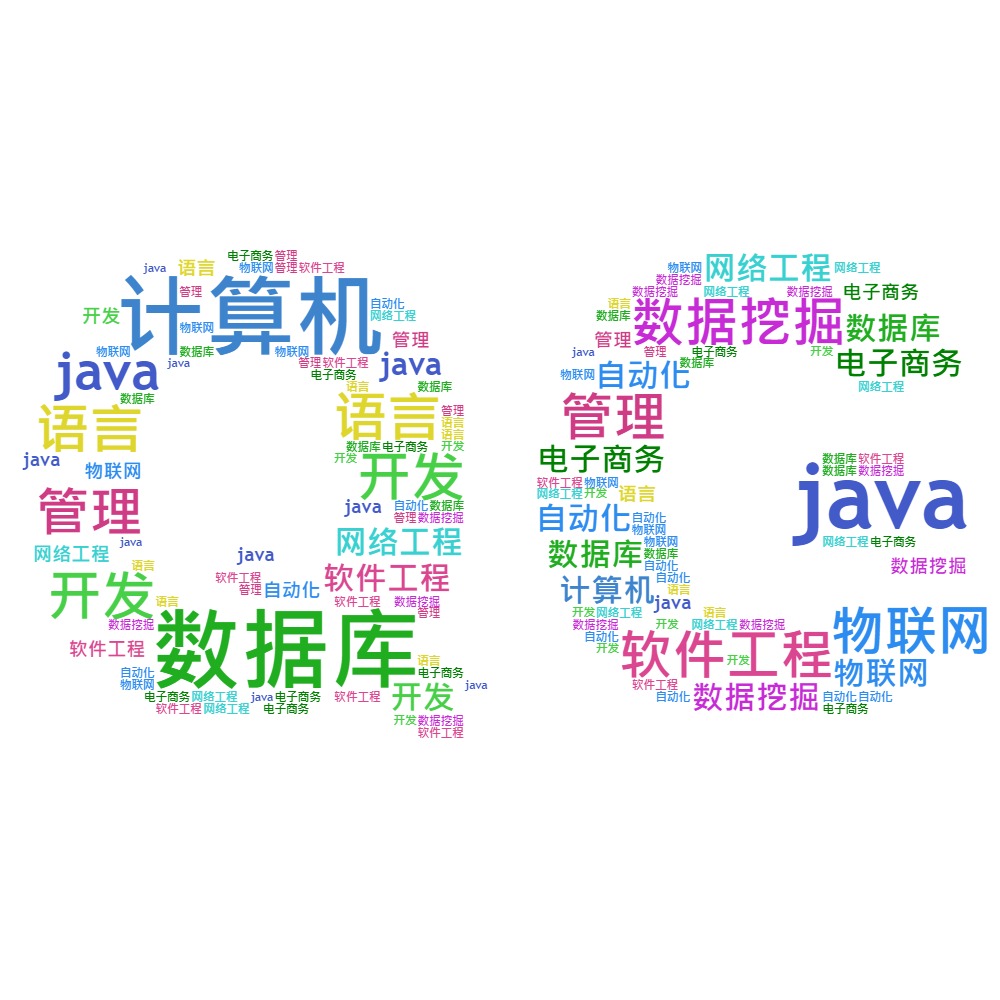 电子商务 管理
java 语言 物联网 管理 软件工程
计算机
管理
自动化
开发 网络工程
物联网
管理
物联网 数据库 物联网
java java 管理 软件工程 java
电子商务
语言 数据库
数据库
语言 语言 管理
语言
语言
数据库 电子商务 开发
java 开发 开发
物联网
管理 java 自动化 数据库
管理 数据挖掘
java 网络工程
网络工程 java
语言 软件工程 软件工程
开发 管理 自动化
语言 软件工程 数据挖掘
管理
数据挖掘 数据库
软件工程 语言
自动化 电子商务
物联网 java
电子商务 网络工程 java 电子商务 软件工程 开发
软件工程 网络工程 电子商务
开发 数据挖掘
软件工程
物联网 网络工程 网络工程
数据挖掘
数据挖掘 网络工程 数据挖掘 电子商务
语言 数据挖掘
数据库 数据库
管理
java 管理 电子商务 开发 电子商务
数据库
物联网 自动化 网络工程
管理
电子商务 数据库 软件工程
数据库 数据挖掘
软件工程 物联网 java
网络工程 开发 语言
自动化 自动化
物联网
物联网 网络工程 电子商务
数据库 数据库
自动化 数据挖掘
自动化
计算机 语言
java
开发 网络工程 语言 物联网
数据挖掘 开发 网络工程 数据挖掘
自动化 软件工程
开发
开发 物联网
软件工程
自动化 数据挖掘 自动化 自动化
电子商务